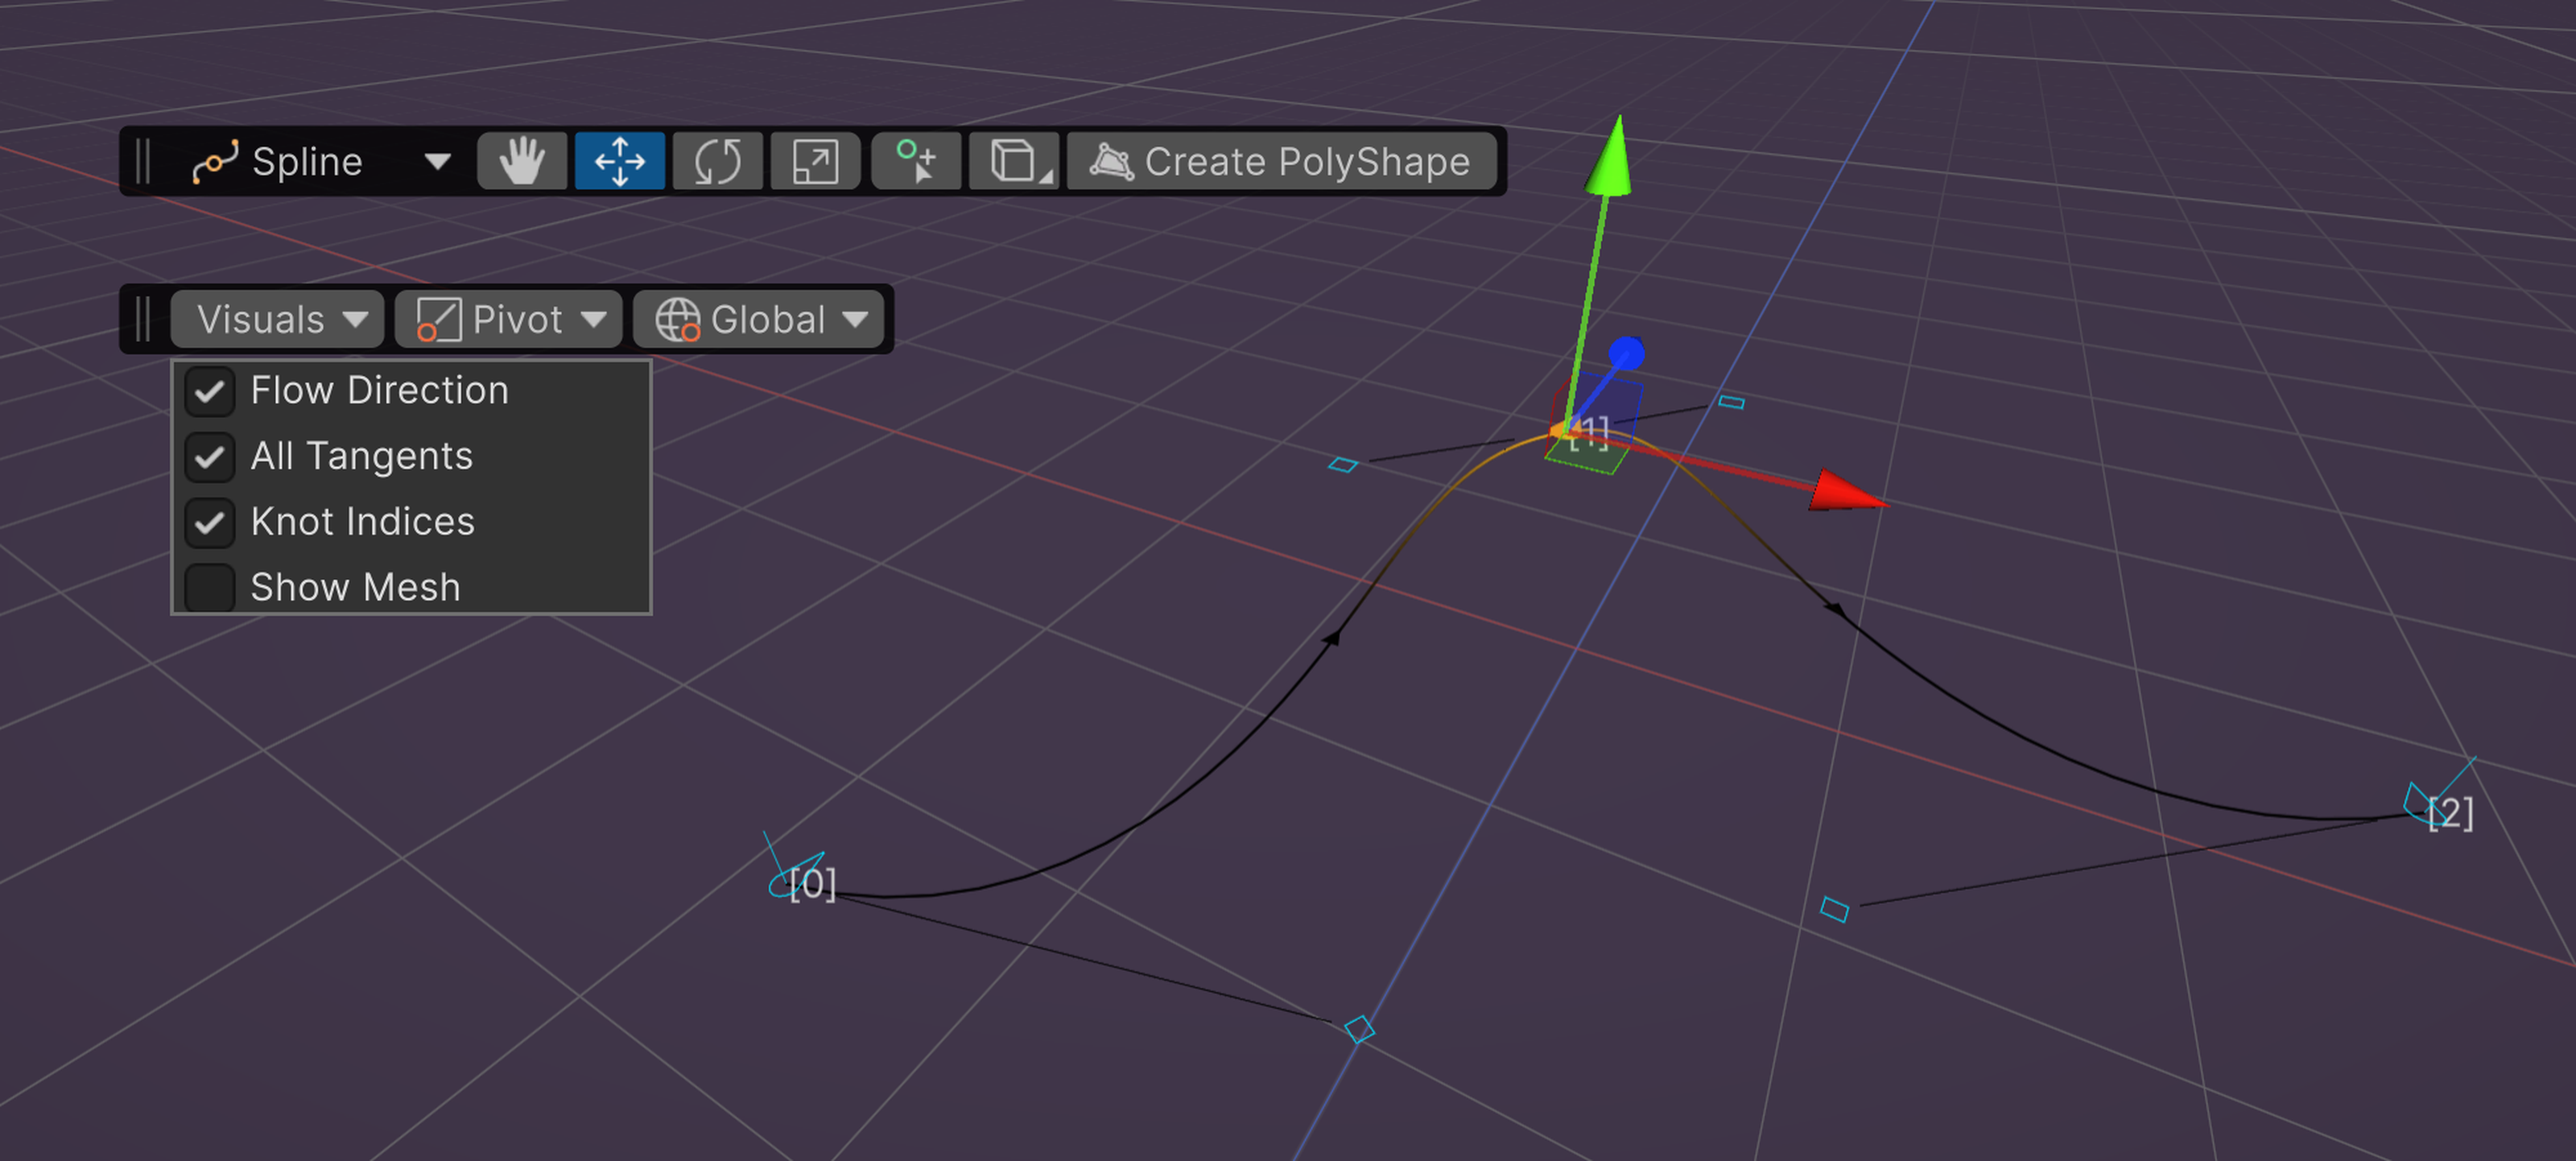 Spline Create PolyShape
Visuals Pivot Global
Flow Direction
All Tangents
Knot Indices
Show Mesh
[1]
[2]
[0]